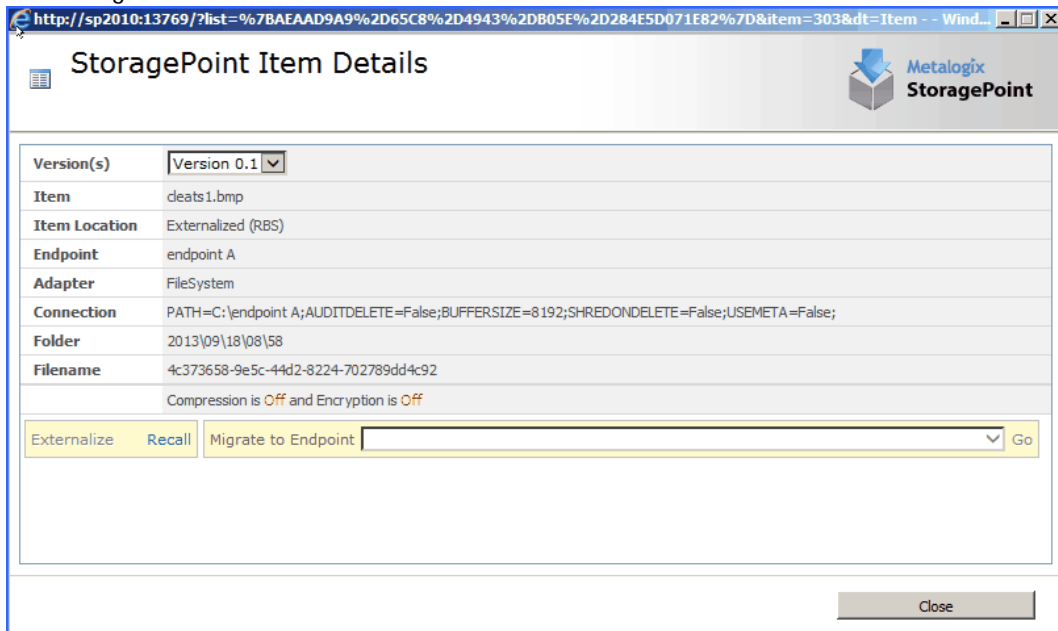 http://sp2010:13769/?list=%7BAEAAD9A9%2D65C8%2D4943%2DB05E%2D284E5D071E82%7D&item=303&dt=Item - - Wind...
StoragePoint Item Details
Metalogix
StoragePoint
Version(s) Version 0.1
Item cleats1.bmp
Item Location Externalized (RBS)
Endpoint endpoint A
Adapter FileSystem
Connection PATH=C:\endpoint A;AUDITDELETE=False;BUFFERSIZE=8192;SHREDONDELETE=False;USEMETA=False;
Folder 2013\09\18\08\58
Filename 4c373658-9e5c-44d2-8224-702789dd4c92
Compression is Off and Encryption is Off
Externalize Recall Migrate to Endpoint Go
Close